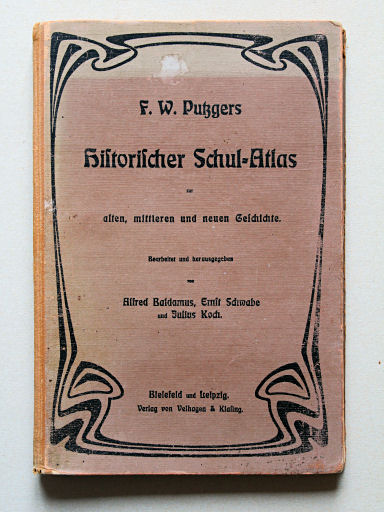 F. W. Putzgers
Historischer Schul-Atlas
zur
alten, mittleren und neuen Geschichte.
Bearbeitet und herausgegeben
von
Alfred Baldamus, Ernst Schwabe
und Julius Koch.
Bielefeld und Leipzig.
Verlag von Velhagen & Klasing.